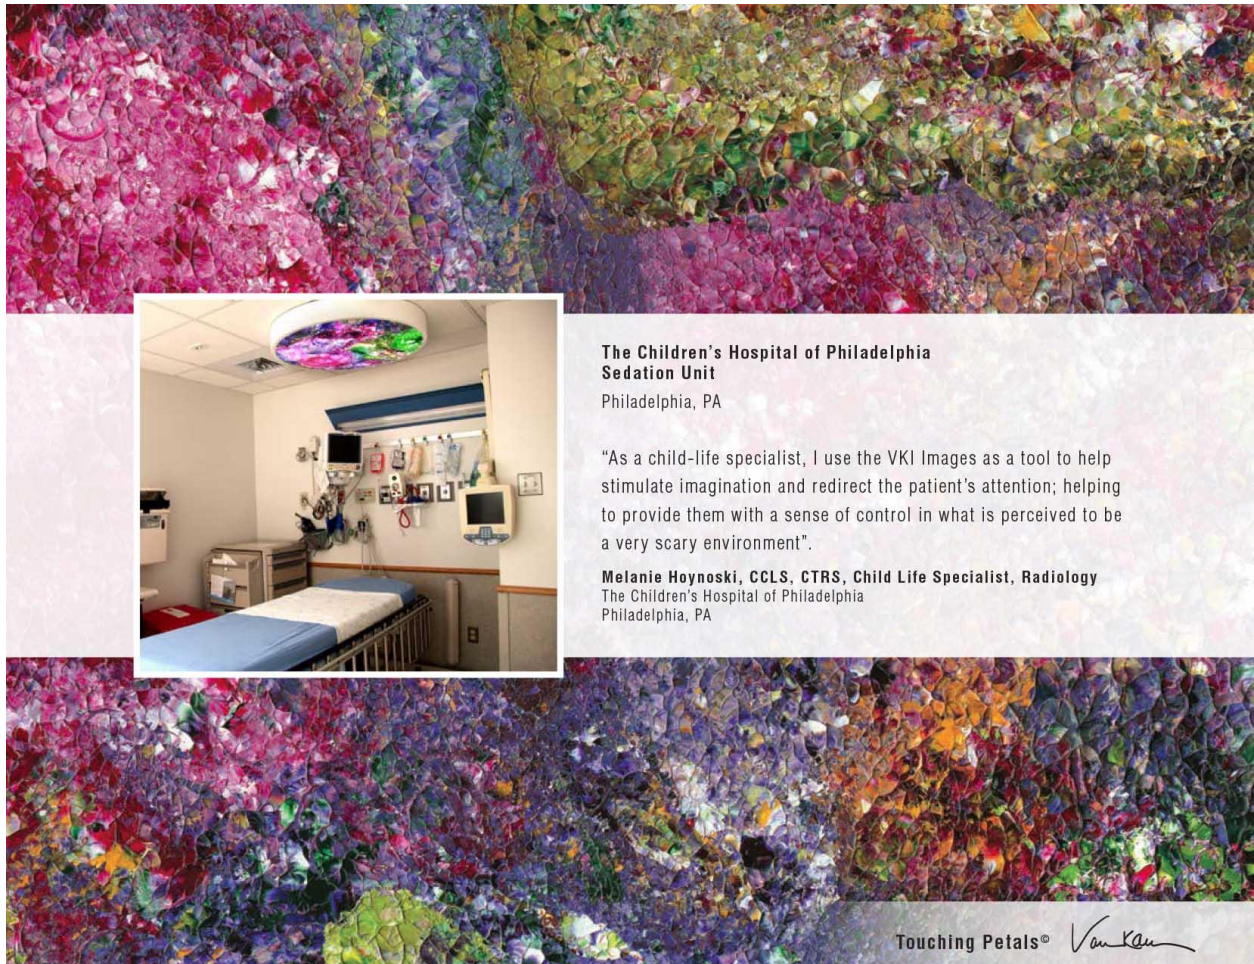 The Children's Hospital of Philadelphia
Sedation Unit
Philadelphia, PA
“As a child-life specialist, I use the VKI Images as a tool to help
stimulate imagination and redirect the patient's attention; helping
to provide them with a sense of control in what is perceived to be
a very scary environment”.
Melanie Hoynoski, CCLS, CTRS, Child Life Specialist, Radiology
The Children's Hospital of Philadelphia
Philadelphia, PA
Touching Petals©